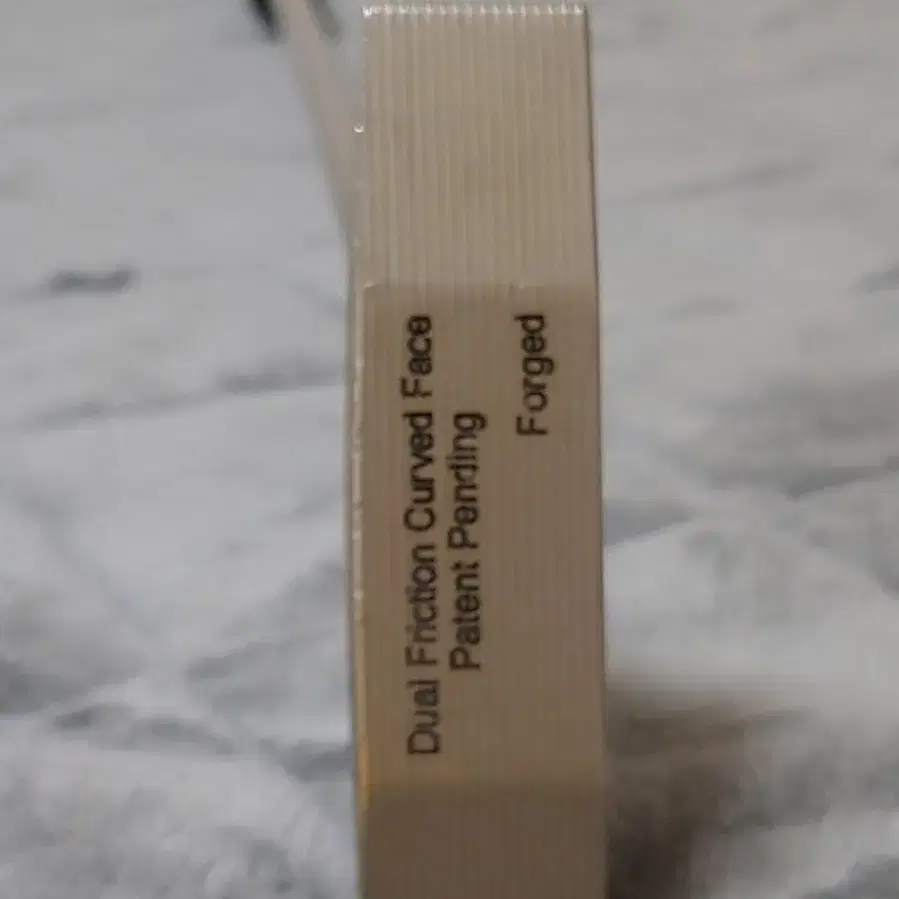 Dual Friction Curved Face
Patent Pending
Forged